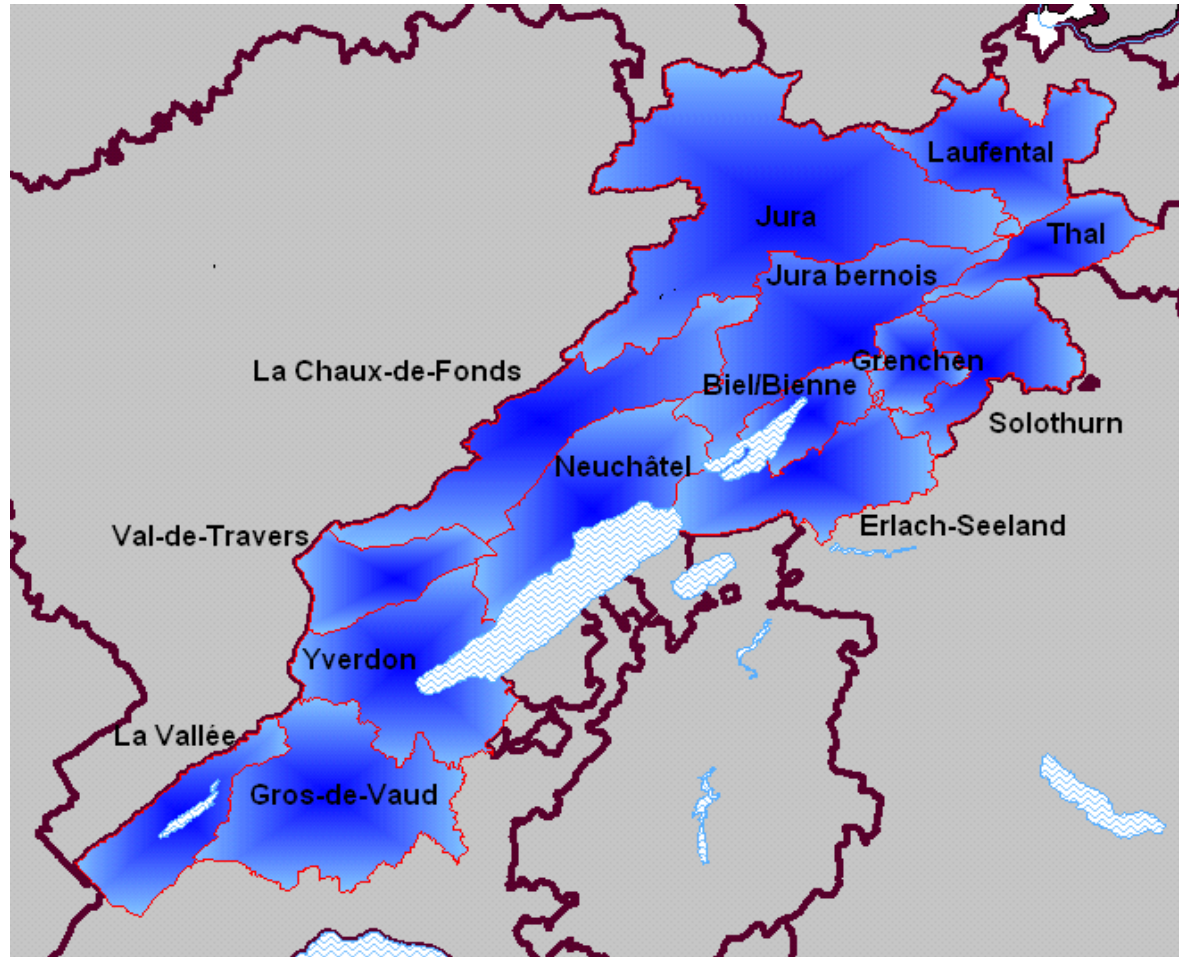 Laufental
Jura
Thal
Jura bernois
La Chaux-de-Fonds
Grenchen
Biel/Bienne
Solothurn
Neuchâtel
Erlach-Seeland
Val-de-Travers
Yverdon
La Vallée
Gros-de-Vaud